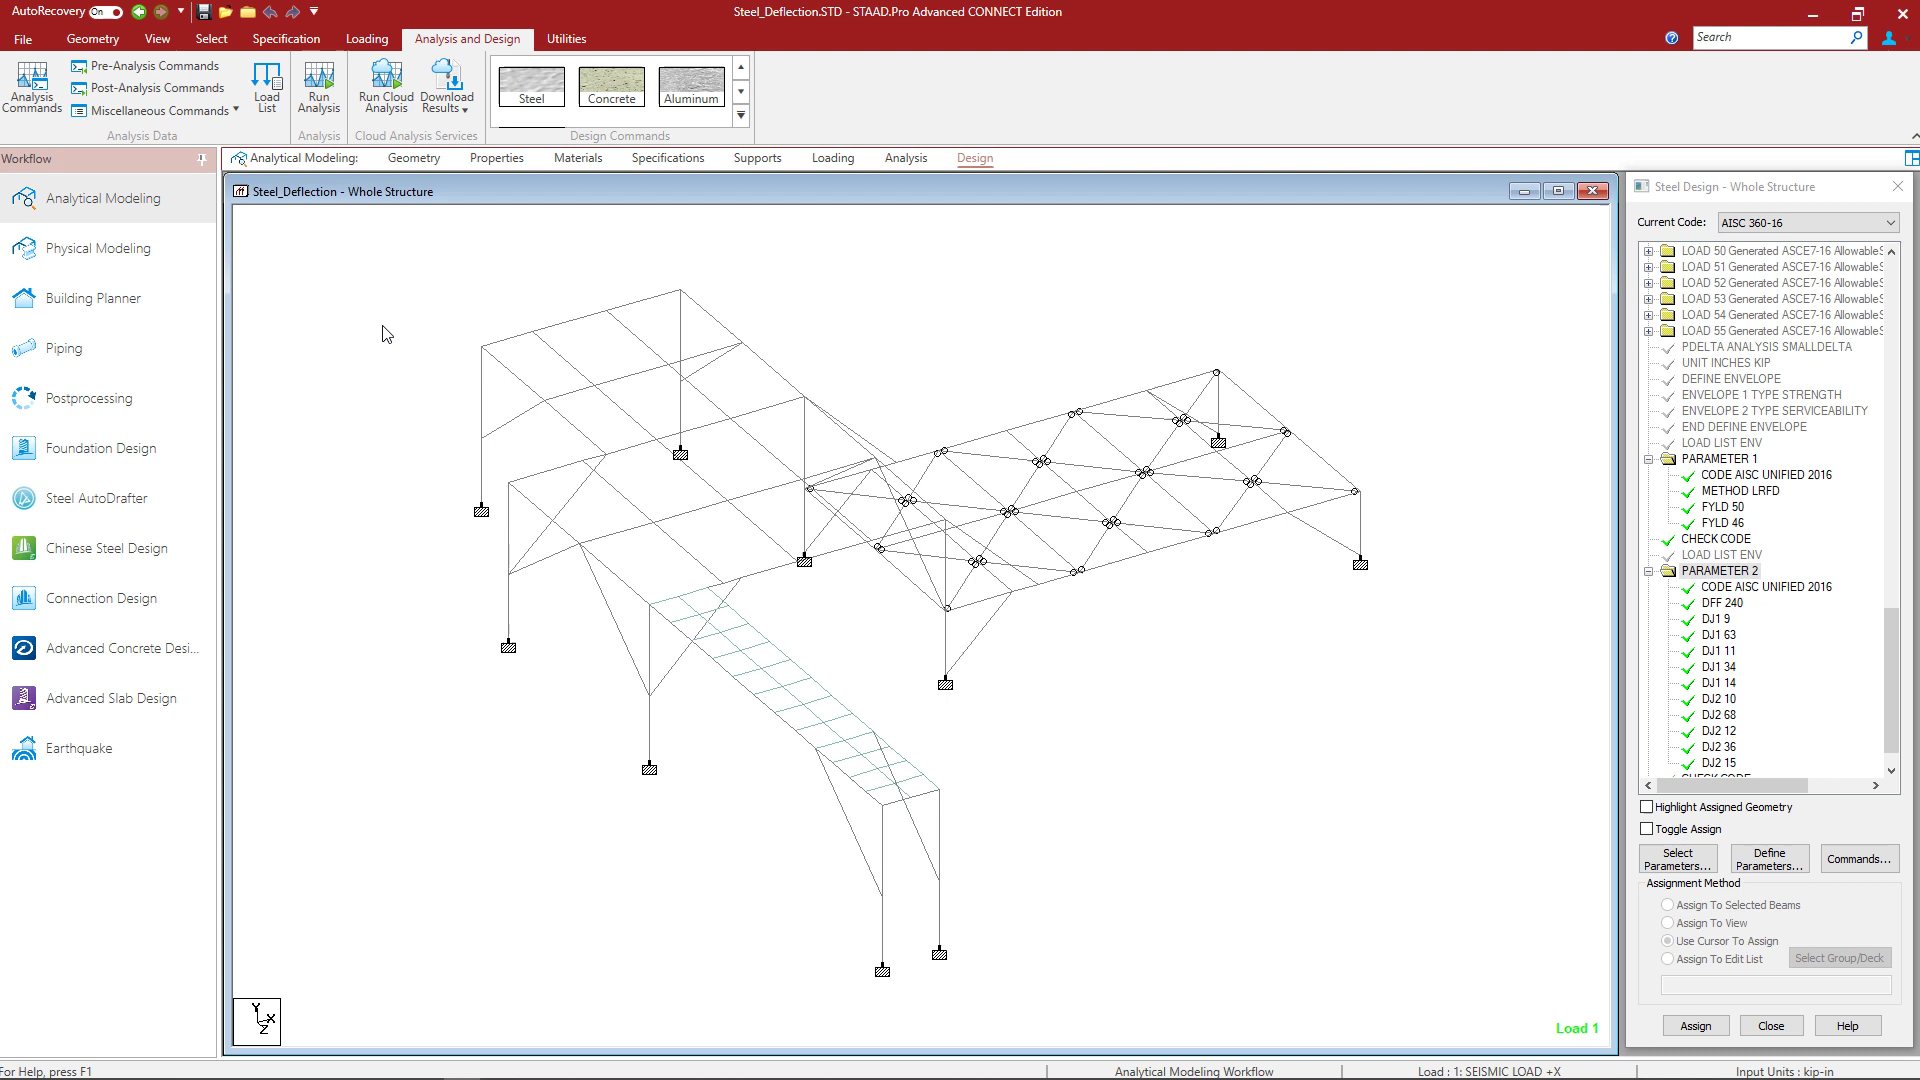 AutoRecovery On
Steel_Deflection.STD - STAAD.Pro Advanced CONNECT Edition
File Geometry View Select Specification Loading Analysis and Design Utilities
Search
Analysis Commands
Pre-Analysis Commands
Post-Analysis Commands
Miscellaneous Commands
Load List
Run Analysis
Run Cloud Analysis
Download Results
Steel Concrete Aluminum
Analysis Data Analysis Cloud Analysis Services Design Commands
Workflow
Analytical Modeling: Geometry Properties Materials Specifications Supports Loading Analysis Design
Analytical Modeling
Physical Modeling
Building Planner
Piping
Postprocessing
Foundation Design
Steel AutoDrafter
Chinese Steel Design
Connection Design
Advanced Concrete Desi...
Advanced Slab Design
Earthquake
Steel_Deflection - Whole Structure
Y
X
Z
Load 1
Steel Design - Whole Structure
Current Code: AISC 360-16
LOAD 50 Generated ASCE7-16 AllowableS
LOAD 51 Generated ASCE7-16 AllowableS
LOAD 52 Generated ASCE7-16 AllowableS
LOAD 53 Generated ASCE7-16 AllowableS
LOAD 54 Generated ASCE7-16 AllowableS
LOAD 55 Generated ASCE7-16 AllowableS
PDELTA ANALYSIS SMALLDELTA
UNIT INCHES KIP
DEFINE ENVELOPE
ENVELOPE 1 TYPE STRENGTH
ENVELOPE 2 TYPE SERVICEABILITY
END DEFINE ENVELOPE
LOAD LIST ENV
PARAMETER 1
CODE AISC UNIFIED 2016
METHOD LRFD
FYLD 50
FYLD 46
CHECK CODE
LOAD LIST ENV
PARAMETER 2
CODE AISC UNIFIED 2016
DFF 240
DJ1 9
DJ1 63
DJ1 11
DJ1 34
DJ1 14
DJ2 10
DJ2 68
DJ2 12
DJ2 36
DJ2 15
CHECK CODE
Highlight Assigned Geometry
Toggle Assign
Select Parameters...
Define Parameters...
Commands...
Assignment Method
Assign To Selected Beams
Assign To View
Use Cursor To Assign
Assign To Edit List
Select Group/Deck
Assign Close Help
For Help, press F1
Analytical Modeling Workflow
Load : 1: SEISMIC LOAD +X
Input Units : kip-in